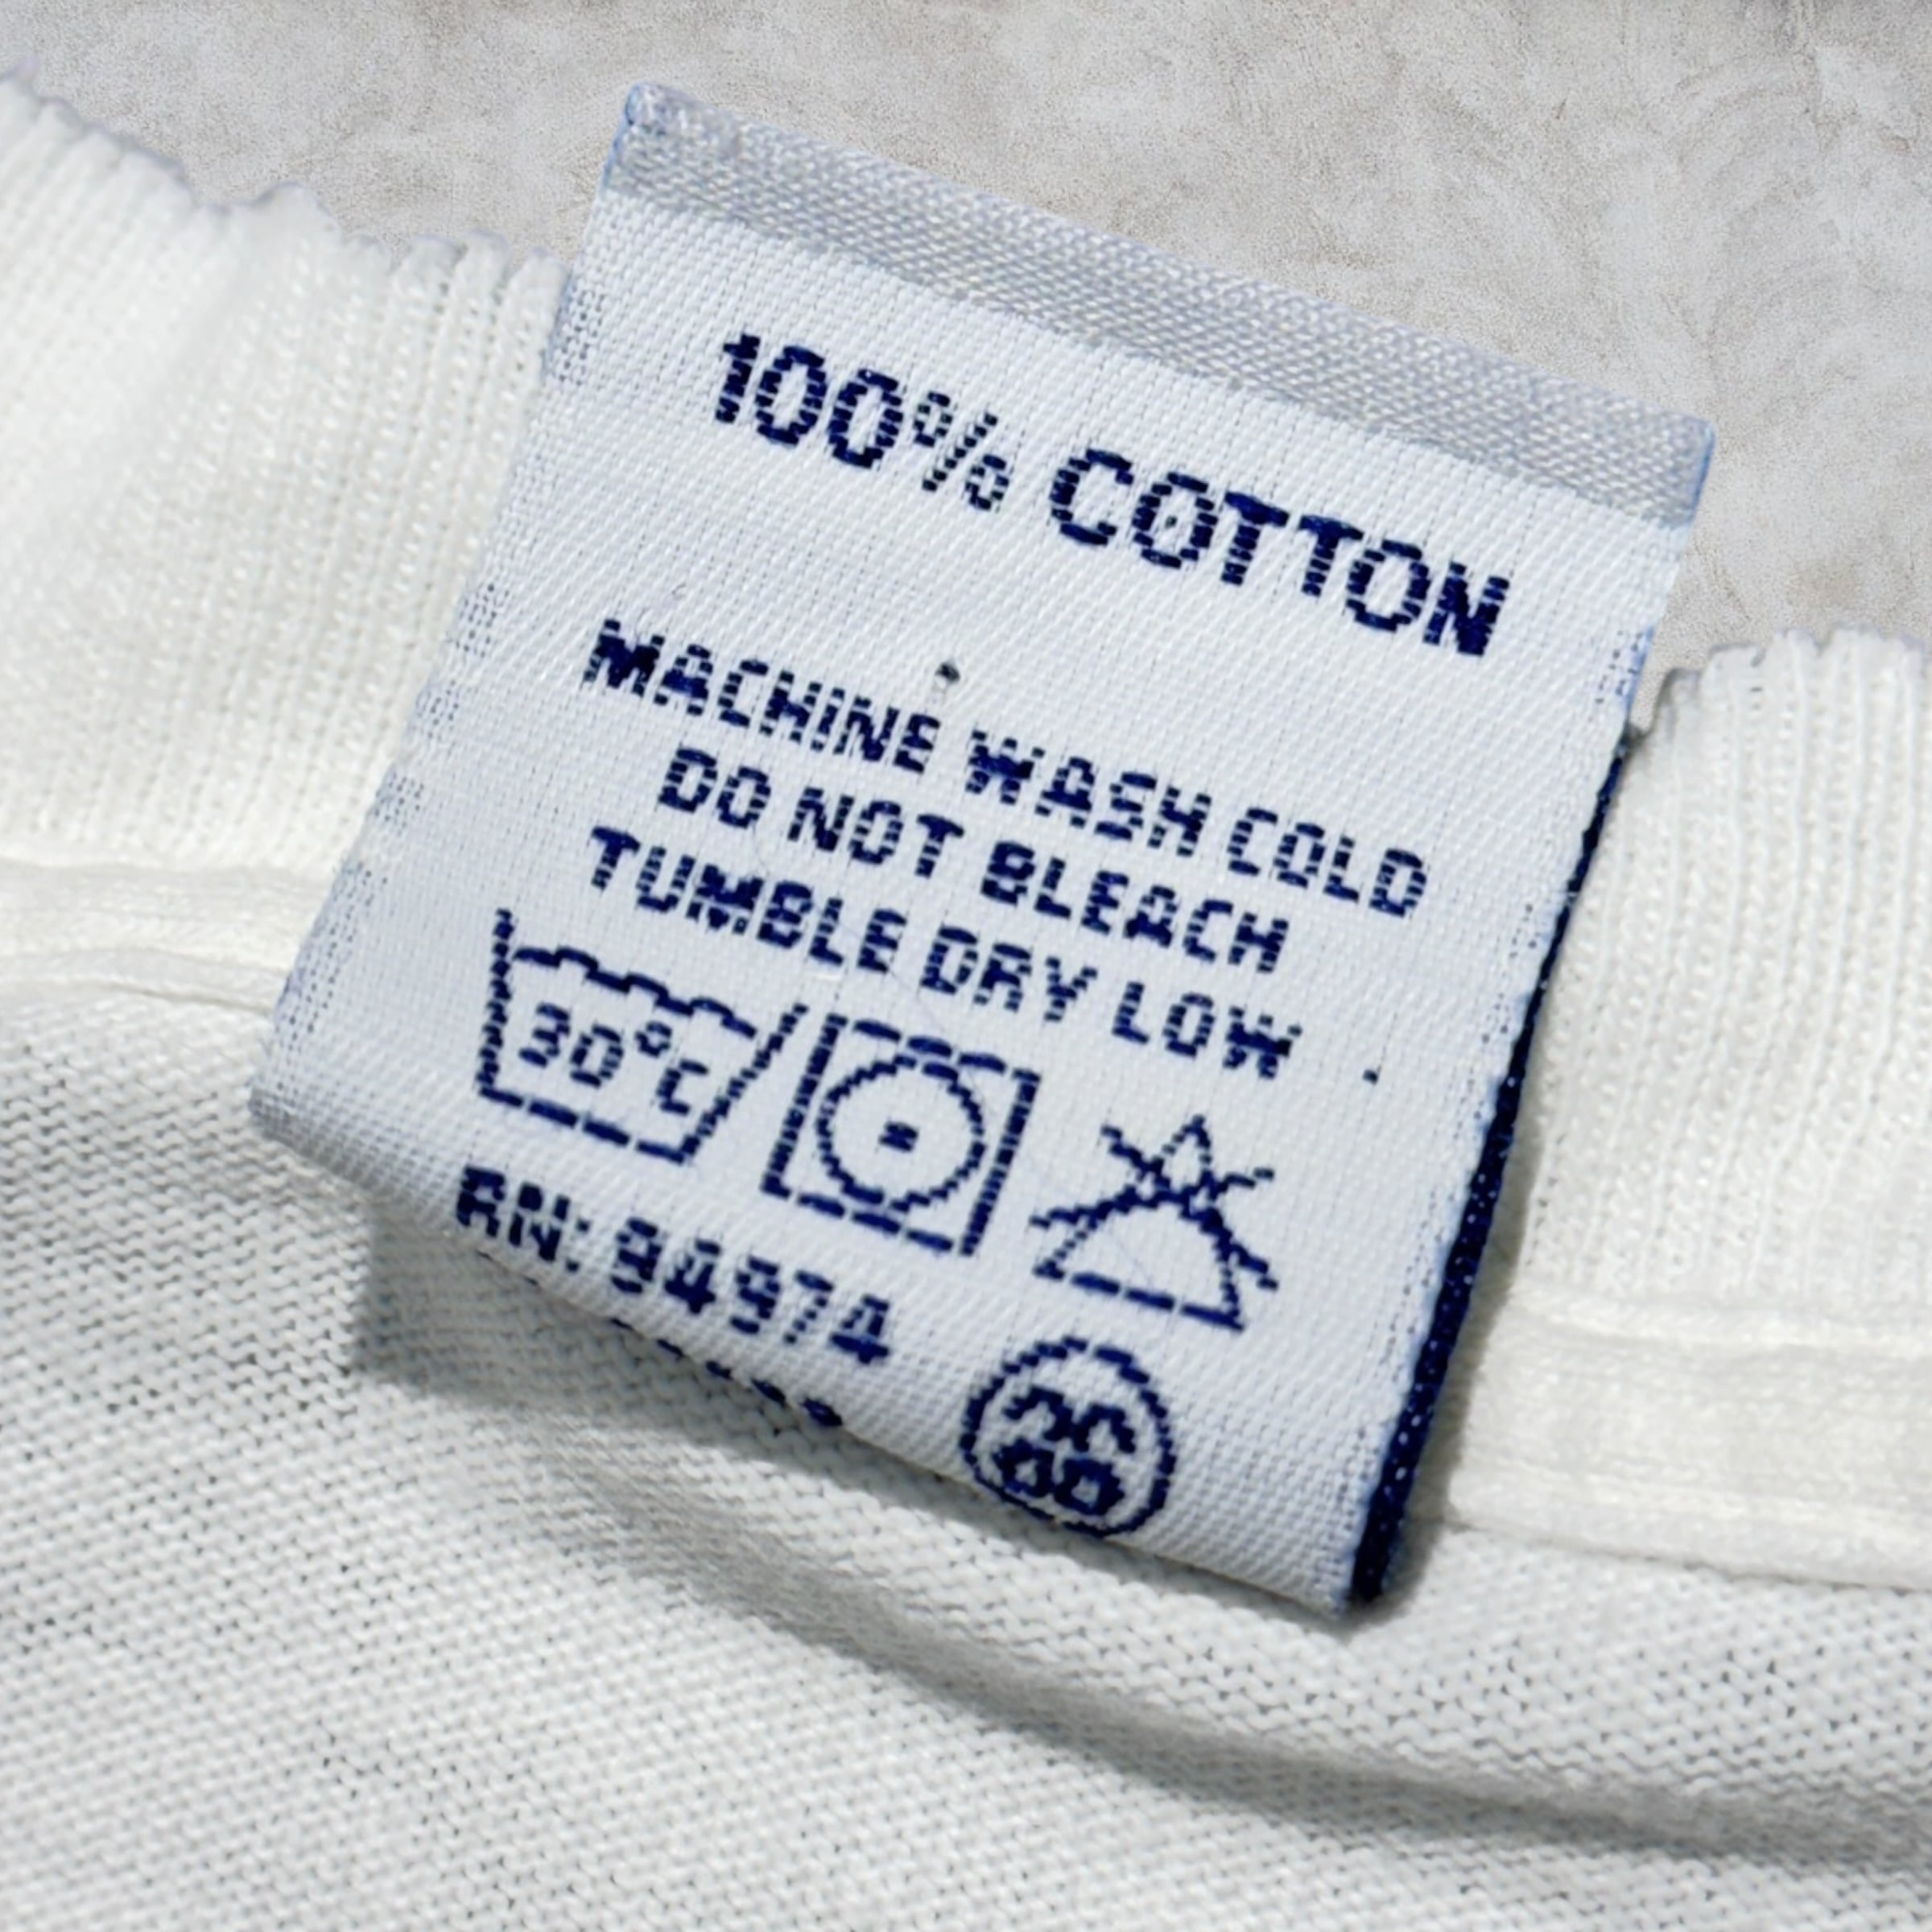 100% COTTON
MACHINE WASH COLD
DO NOT BLEACH
TUMBLE DRY LOW
30°C
RN: 94974